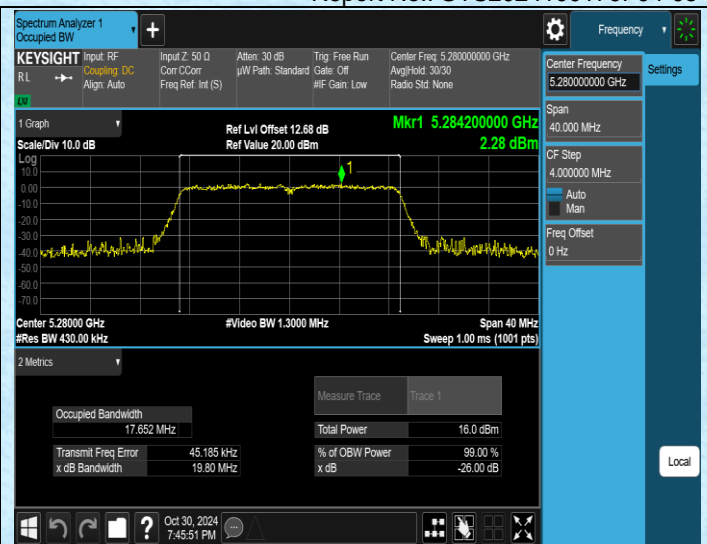 Spectrum Analyzer 1
Occupied BW
+
Frequency
KEYSIGHT
Input: RF
Coupling: DC
Align: Auto
Input Z: 50 Ω
Corr CCorr
Freq Ref: Int (S)
Atten: 30 dB
µW Path: Standard
Trig: Free Run
Gate: Off
#IF Gain: Low
Center Freq: 5.280000000 GHz
Avg|Hold: 30/30
Radio Std: None
RL
LXI
Center Frequency
5.280000000 GHz
Settings
Span
40.000 MHz
CF Step
4.000000 MHz
Auto
Man
Freq Offset
0 Hz
1 Graph
Scale/Div 10.0 dB
Ref Lvl Offset 12.68 dB
Ref Value 20.00 dBm
Mkr1 5.284200000 GHz
2.28 dBm
Log
10.0
0.00
-10.0
-20.0
-30.0
-40.0
-50.0
-60.0
-70.0
1
Center 5.28000 GHz
#Res BW 430.00 kHz
#Video BW 1.3000 MHz
Span 40 MHz
Sweep 1.00 ms (1001 pts)
2 Metrics
Measure Trace
Trace 1
Occupied Bandwidth
17.652 MHz
Total Power
16.0 dBm
Transmit Freq Error
45.185 kHz
% of OBW Power
99.00 %
x dB Bandwidth
19.80 MHz
x dB
-26.00 dB
Local
?
Oct 30, 2024
7:45:51 PM